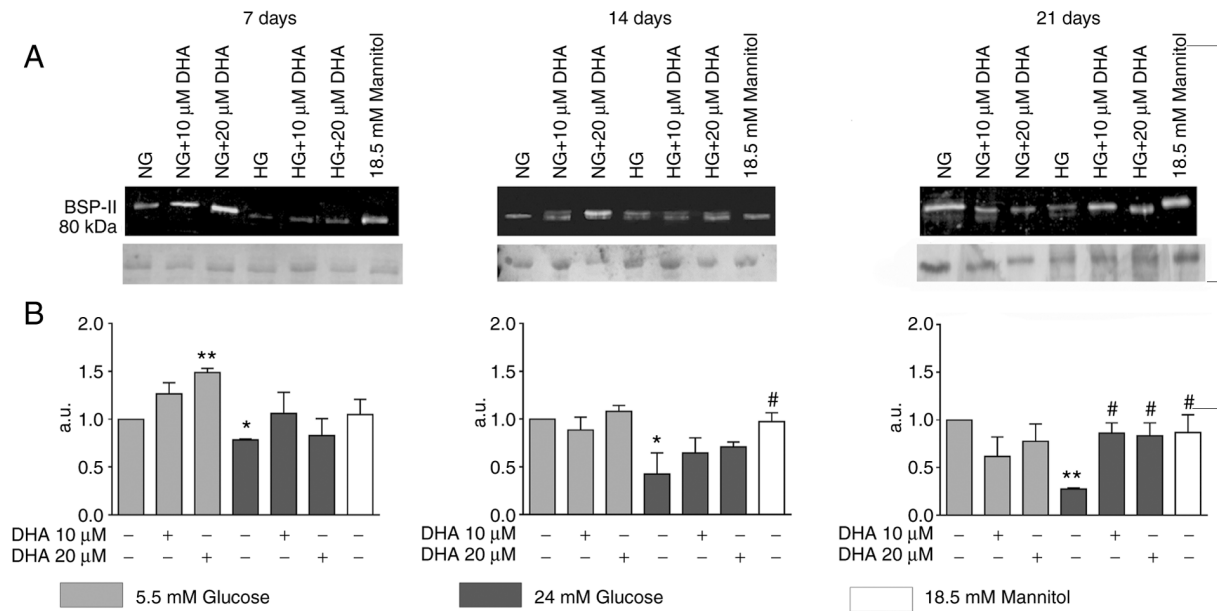 7 days 14 days 21 days
A
NG NG+10 µM DHA NG+20 µM DHA HG HG+10 µM DHA HG+20 µM DHA 18.5 mM Mannitol
NG NG+10 µM DHA NG+20 µM DHA HG HG+10 µM DHA HG+20 µM DHA 18.5 mM Mannitol
NG NG+10 µM DHA NG+20 µM DHA HG HG+10 µM DHA HG+20 µM DHA 18.5 mM Mannitol
BSP-II
80 kDa
B
a.u.
2.0
1.5
1.0
0.5
0.0
** *
a.u.
2.0
1.5
1.0
0.5
0.0
* #
a.u.
2.0
1.5
1.0
0.5
0.0
** # # #
DHA 10 µM – + – – + – –
DHA 20 µM – – + – – + –
DHA 10 µM – + – – + – –
DHA 20 µM – – + – – + –
DHA 10 µM – + – – + – –
DHA 20 µM – – + – – + –
5.5 mM Glucose 24 mM Glucose 18.5 mM Mannitol